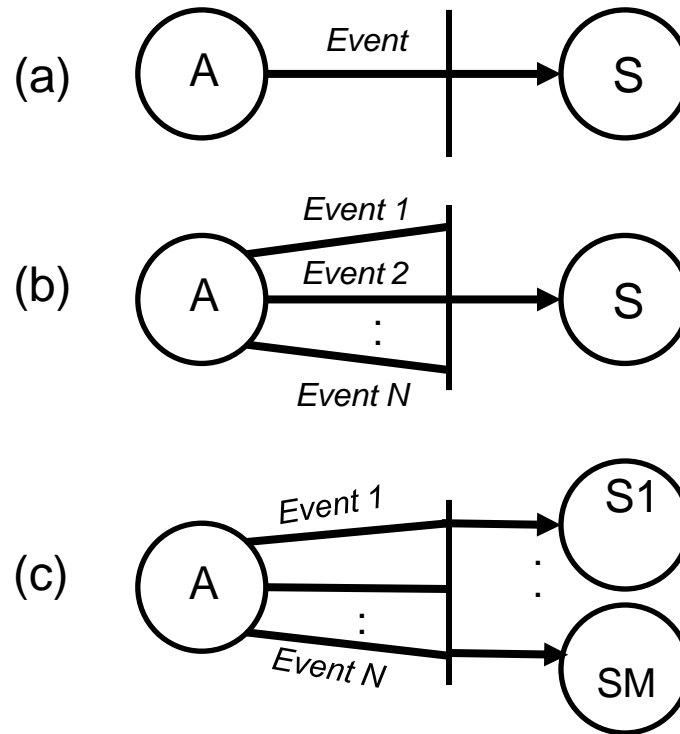 (a)
A
Event
S
(b)
A
Event 1
Event 2
:
Event N
S
(c)
A
Event 1
:
Event N
S1
:
SM